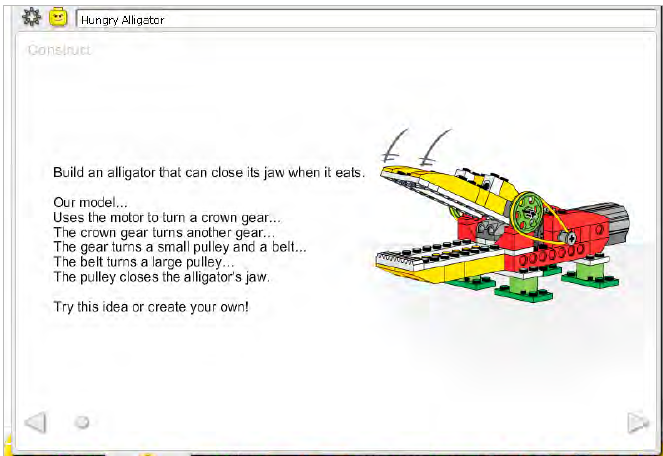 Hungry Alligator
Construct
Build an alligator that can close its jaw when it eats.
Our model...
Uses the motor to turn a crown gear...
The crown gear turns another gear...
The gear turns a small pulley and a belt...
The belt turns a large pulley...
The pulley closes the alligator's jaw.
Try this idea or create your own!